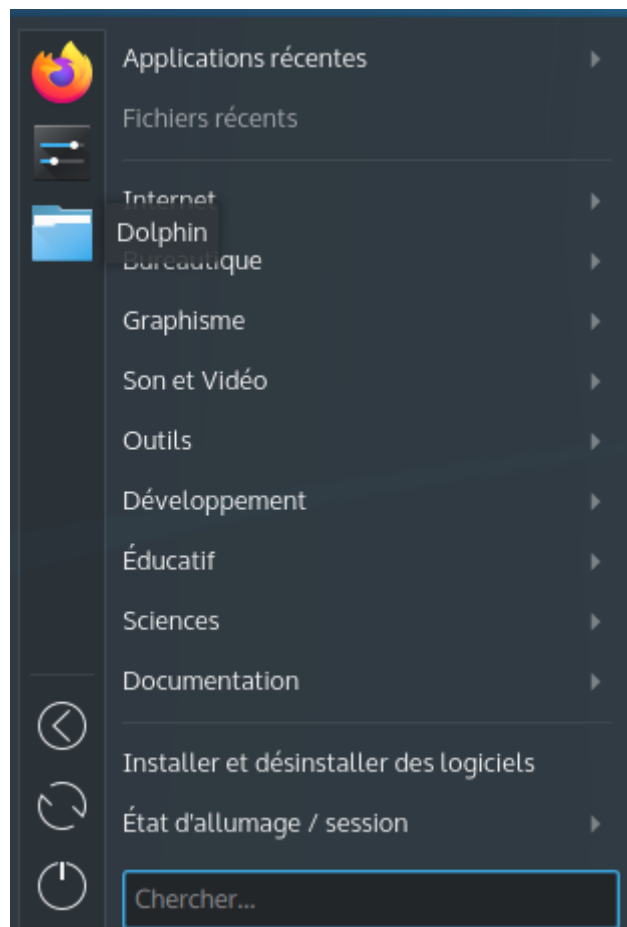 Applications récentes
Fichiers récents
Internet
Dolphin
Bureautique
Graphisme
Son et Vidéo
Outils
Développement
Éducatif
Sciences
Documentation
Installer et désinstaller des logiciels
État d'allumage / session
Chercher...